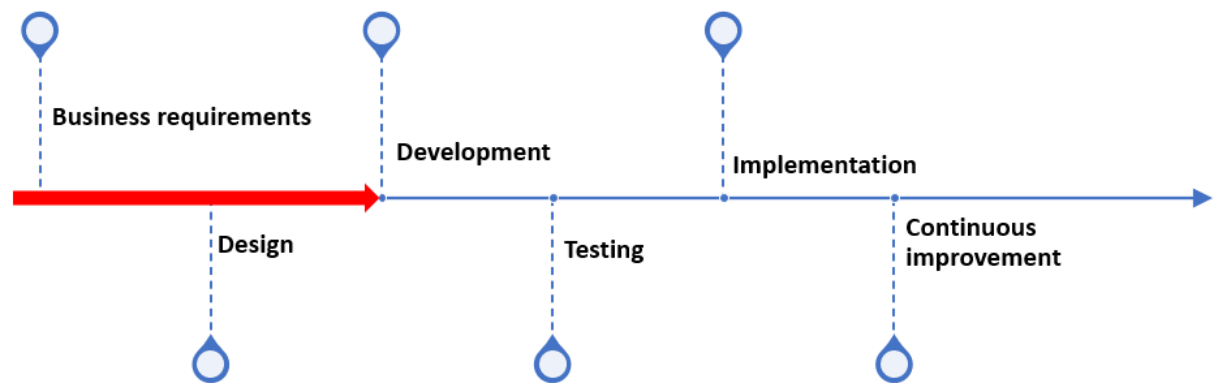 Business requirements
Development
Implementation
Design
Testing
Continuous
improvement